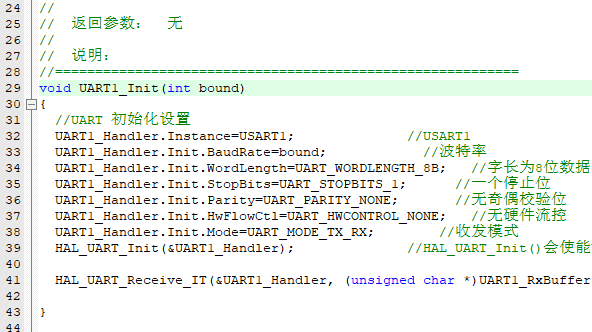 24 //
25 // 返回参数: 无
26 //
27 // 说明:
28 //==========================================================
29 void UART1_Init(int bound)
30 {
31 //UART 初始化设置
32 UART1_Handler.Instance=USART1; //USART1
33 UART1_Handler.Init.BaudRate=bound; //波特率
34 UART1_Handler.Init.WordLength=UART_WORDLENGTH_8B; //字长为8位数据
35 UART1_Handler.Init.StopBits=UART_STOPBITS_1; //一个停止位
36 UART1_Handler.Init.Parity=UART_PARITY_NONE; //无奇偶校验位
37 UART1_Handler.Init.HwFlowCtl=UART_HWCONTROL_NONE; //无硬件流控
38 UART1_Handler.Init.Mode=UART_MODE_TX_RX; //收发模式
39 HAL_UART_Init(&UART1_Handler); //HAL_UART_Init()会使能
40
41 HAL_UART_Receive_IT(&UART1_Handler, (unsigned char *)UART1_RxBuffer
42
43 }
44